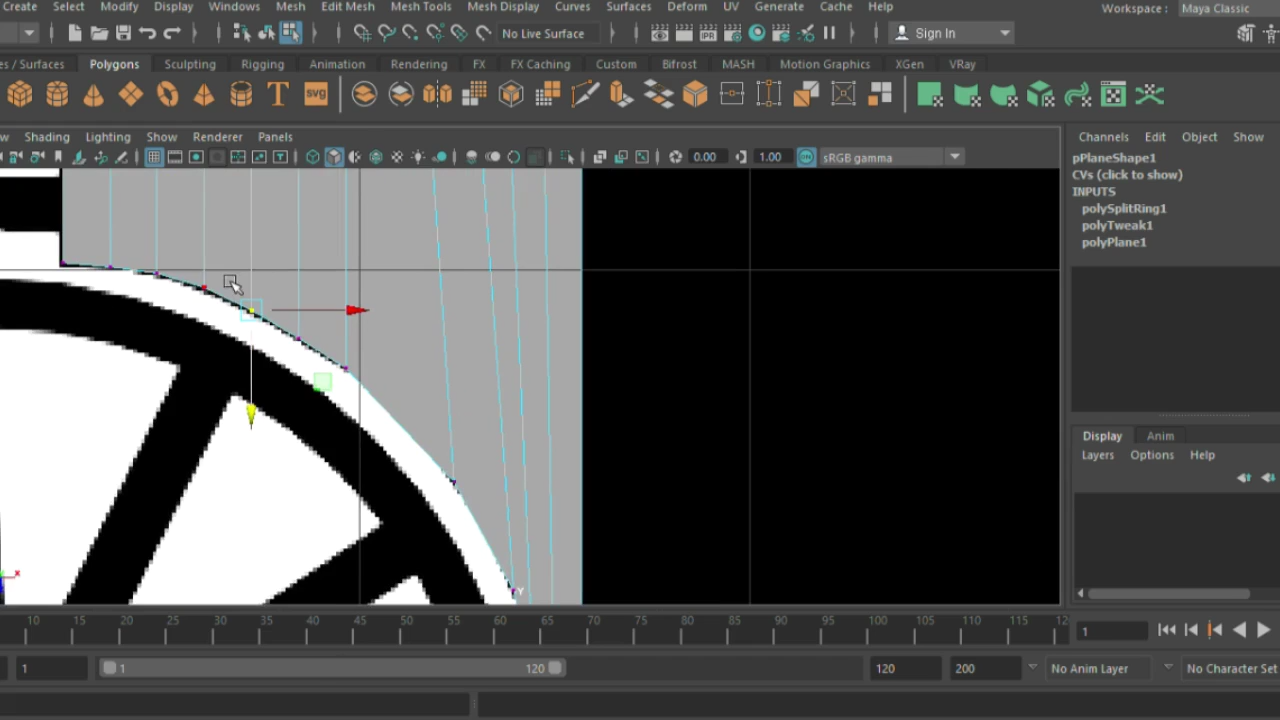 Create Select Modify Display Windows Mesh Edit Mesh Mesh Tools Mesh Display Curves Surfaces Deform UV Generate Cache Help Workspace : Maya Classic
No Live Surface Sign In
es / Surfaces Polygons Sculpting Rigging Animation Rendering FX FX Caching Custom Bifrost MASH Motion Graphics XGen VRay
T svg
w Shading Lighting Show Renderer Panels Channels Edit Object Show
0.00 1.00 sRGB gamma
pPlaneShape1
CVs (click to show)
INPUTS
polySplitRing1
polyTweak1
polyPlane1
Display Anim
Layers Options Help
x
Y
10 15 20 25 30 35 40 45 50 55 60 65 70 75 80 85 90 95 100 105 110 115 12
1
1 1 120 120 200 No Anim Layer No Character Set